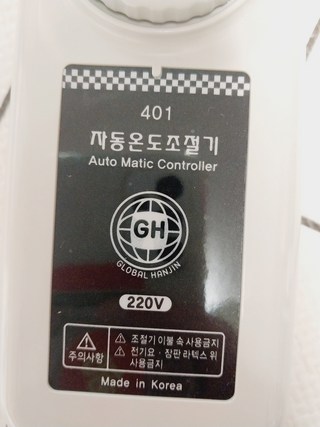 401
자동온도조절기
Auto Matic Controller
GH
GLOBAL HANJIN
220V
주의사항
조절기 이불 속 사용금지
전기요 · 장판 라텍스 위
사용금지
Made in Korea